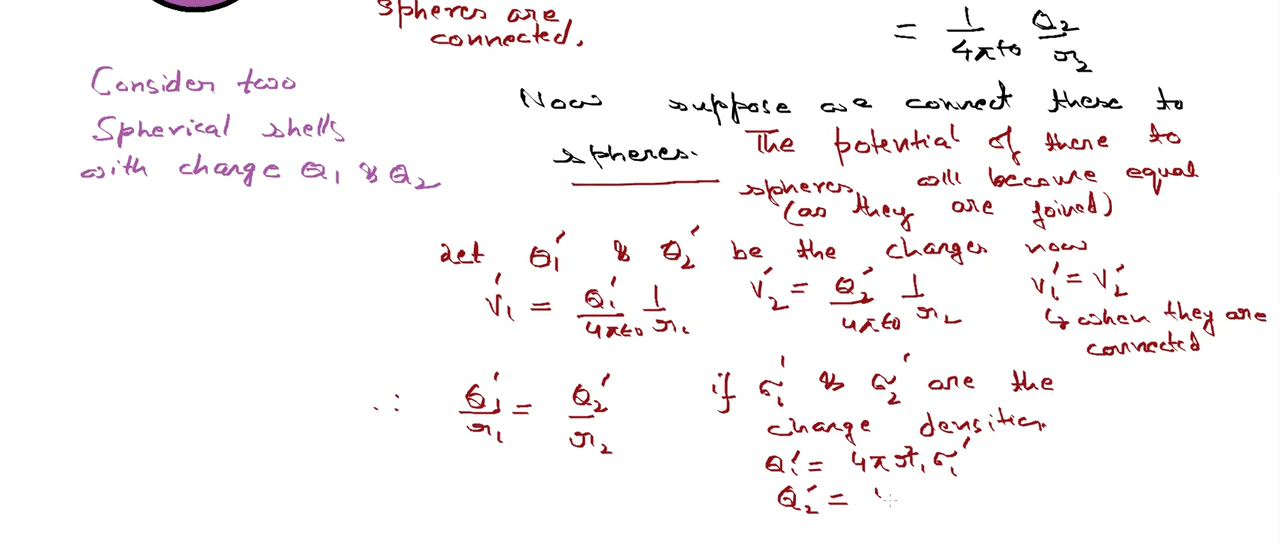 spheres are
connected.
= 1/4πε0 Q2/r2
Consider two
Spherical shells
with charge Q1 & Q2
Now suppose we connect these to
spheres.
The potential of these to
spheres, will become equal
(as they are joined)
Let Q1' & Q2' be the charges now
V1' = Q1'/4πε0 1/r1
V2' = Q2'/4πε0 1/r2
V1' = V2'
↳ when they are
connected
∴ Q1'/r1 = Q2'/r2
if σ1' & σ2' are the
charge densities.
Q1' = 4πr1² σ1'
Q2' =